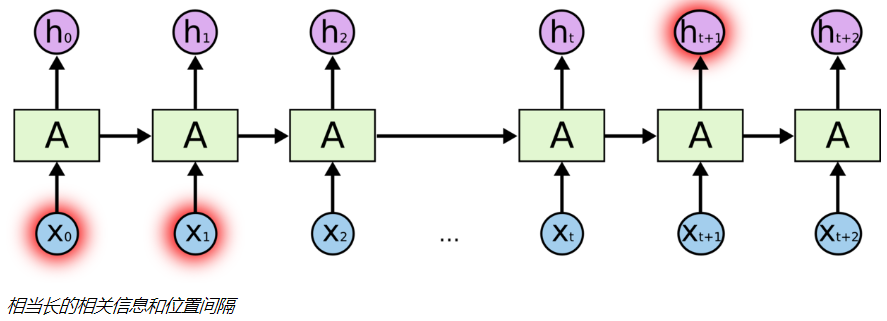 h₀ h₁ h₂ hₜ hₜ₊₁ hₜ₊₂
A A A A A A
x₀ x₁ x₂ ... xₜ xₜ₊₁ xₜ₊₂
相当长的相关信息和位置间隔